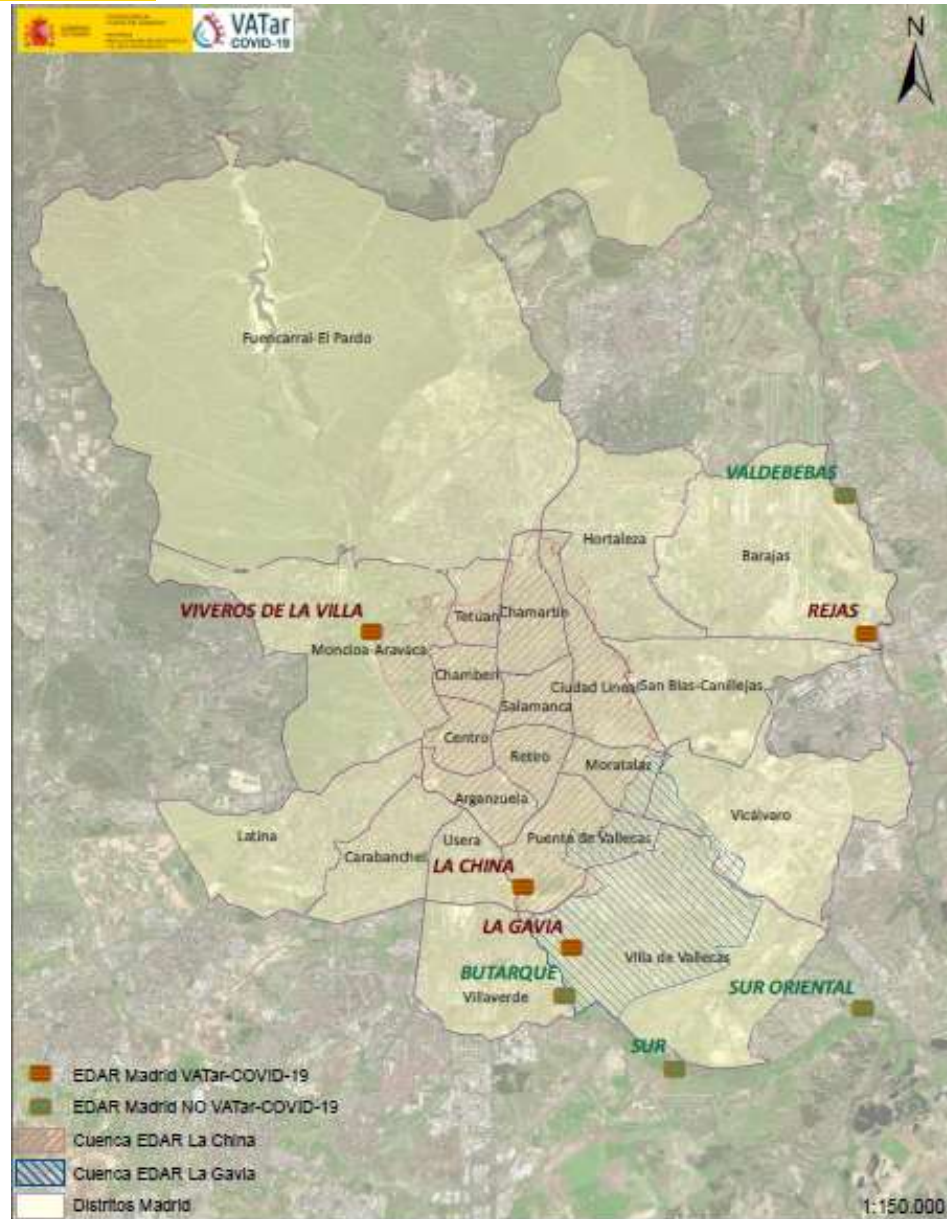 VATar
COVID-19
N
Fuencarral-El Pardo
VALDEBEBAS
Hortaleza
Barajas
VIVEROS DE LA VILLA
REJAS
Tetuán
Chamartín
Moncloa-Aravaca
Chamberí
Ciudad Lineal
San Blas-Canillejas
Salamanca
Centro
Retiro
Moratalaz
Arganzuela
Vicálvaro
Latina
Usera
Puente de Vallecas
Carabanchel
LA CHINA
LA GAVIA
Villa de Vallecas
BUTARQUE
SUR ORIENTAL
Villaverde
SUR
EDAR Madrid VATar-COVID-19
EDAR Madrid NO VATar-COVID-19
Cuenca EDAR La China
Cuenca EDAR La Gavia
Distritos Madrid
1:150.000